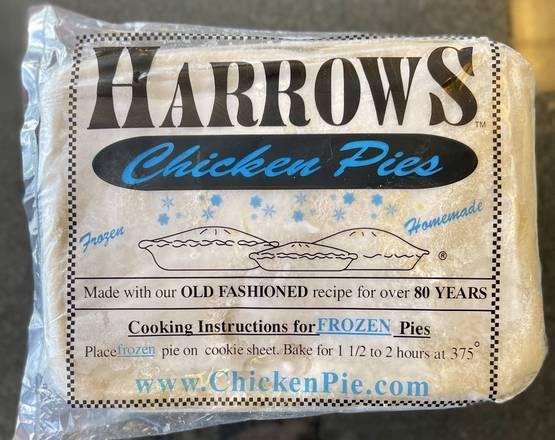 HARROWS™
Chicken Pies
Frozen
Homemade
®
Made with our OLD FASHIONED recipe for over 80 YEARS
Cooking Instructions for FROZEN Pies
Place frozen pie on cookie sheet. Bake for 1 1/2 to 2 hours at 375°
www.ChickenPie.com